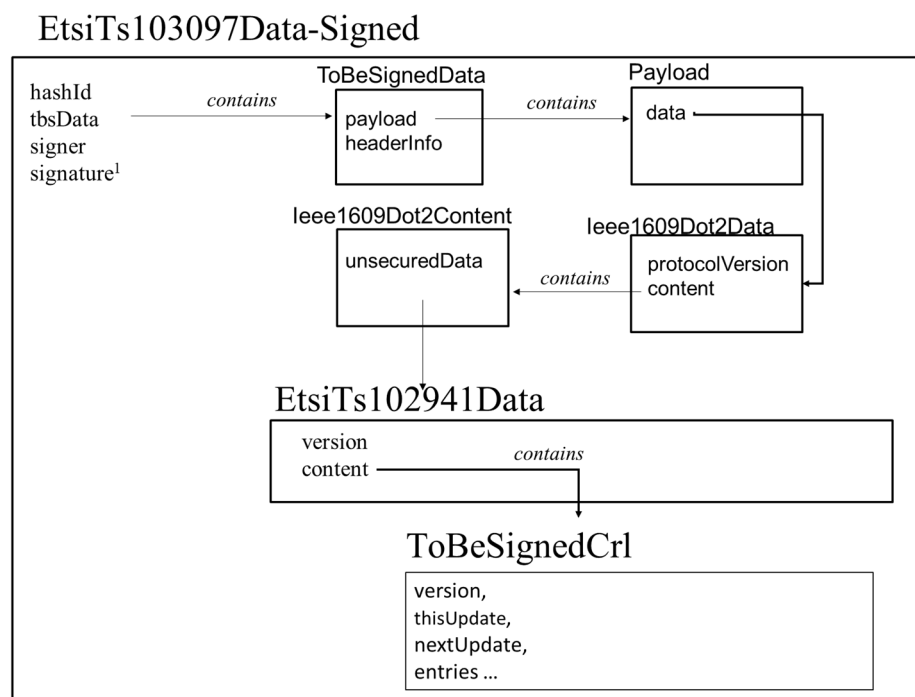 EtsiTs103097Data-Signed
hashId
tbsData
signer
signature¹
contains
ToBeSignedData
payload
headerInfo
contains
Payload
data
Ieee1609Dot2Content
unsecuredData
contains
Ieee1609Dot2Data
protocolVersion
content
EtsiTs102941Data
version
content
contains
ToBeSignedCrl
version,
thisUpdate,
nextUpdate,
entries ...